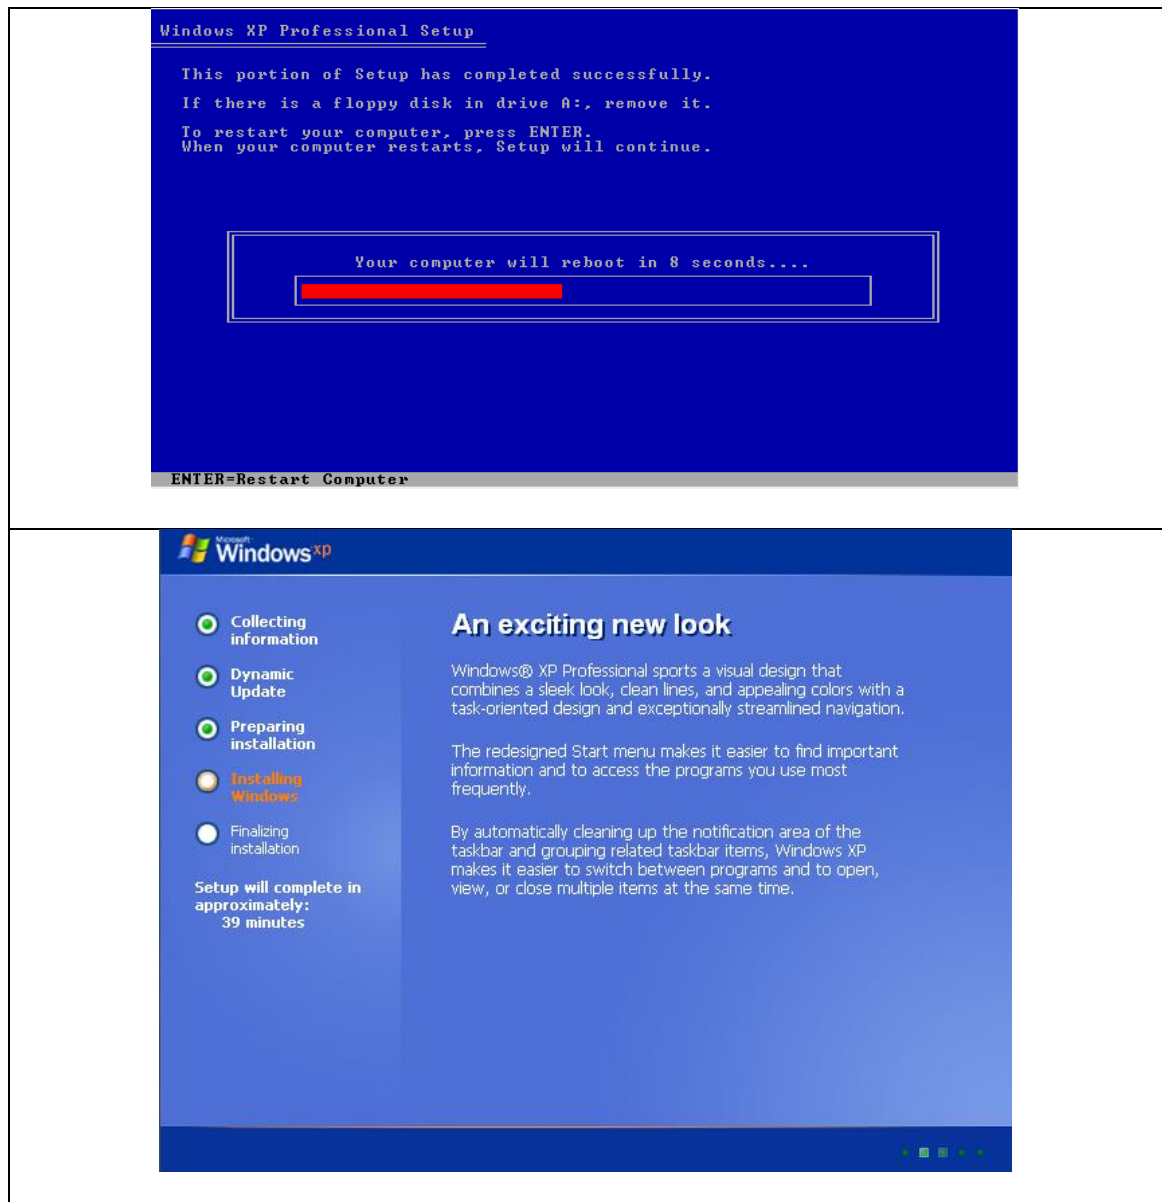 Windows XP Professional Setup
This portion of Setup has completed successfully.
If there is a floppy disk in drive A:, remove it.
To restart your computer, press ENTER.
When your computer restarts, Setup will continue.
Your computer will reboot in 8 seconds....
ENTER=Restart Computer
Microsoft
Windows xp
Collecting
information
Dynamic
Update
Preparing
installation
Installing
Windows
Finalizing
installation
Setup will complete in
approximately:
39 minutes
An exciting new look
Windows® XP Professional sports a visual design that
combines a sleek look, clean lines, and appealing colors with a
task-oriented design and exceptionally streamlined navigation.
The redesigned Start menu makes it easier to find important
information and to access the programs you use most
frequently.
By automatically cleaning up the notification area of the
taskbar and grouping related taskbar items, Windows XP
makes it easier to switch between programs and to open,
view, or close multiple items at the same time.